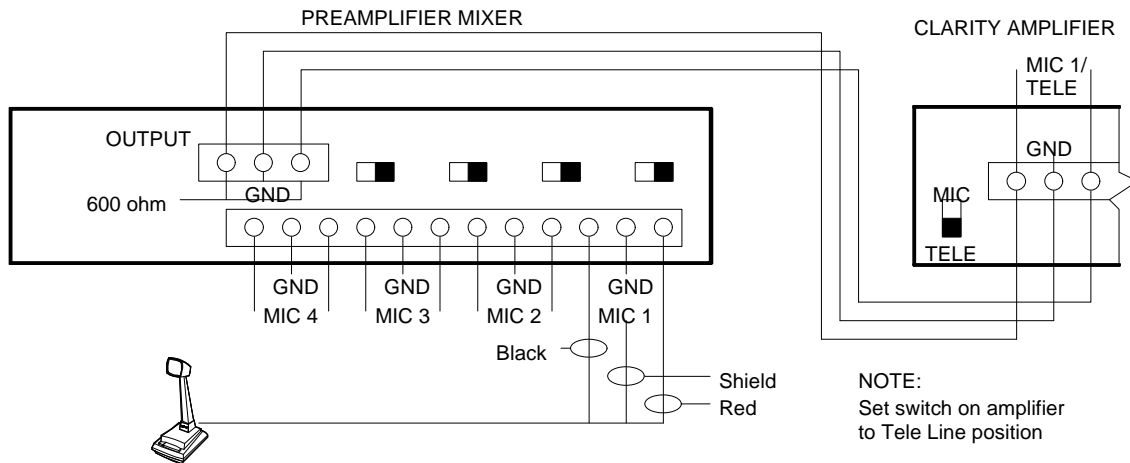 PREAMPLIFIER MIXER
CLARITY AMPLIFIER
MIC 1/
TELE
OUTPUT
GND
600 ohm
GND
MIC
TELE
GND
GND
GND
GND
MIC 4
MIC 3
MIC 2
MIC 1
Black
Shield
Red
NOTE:
Set switch on amplifier
to Tele Line position